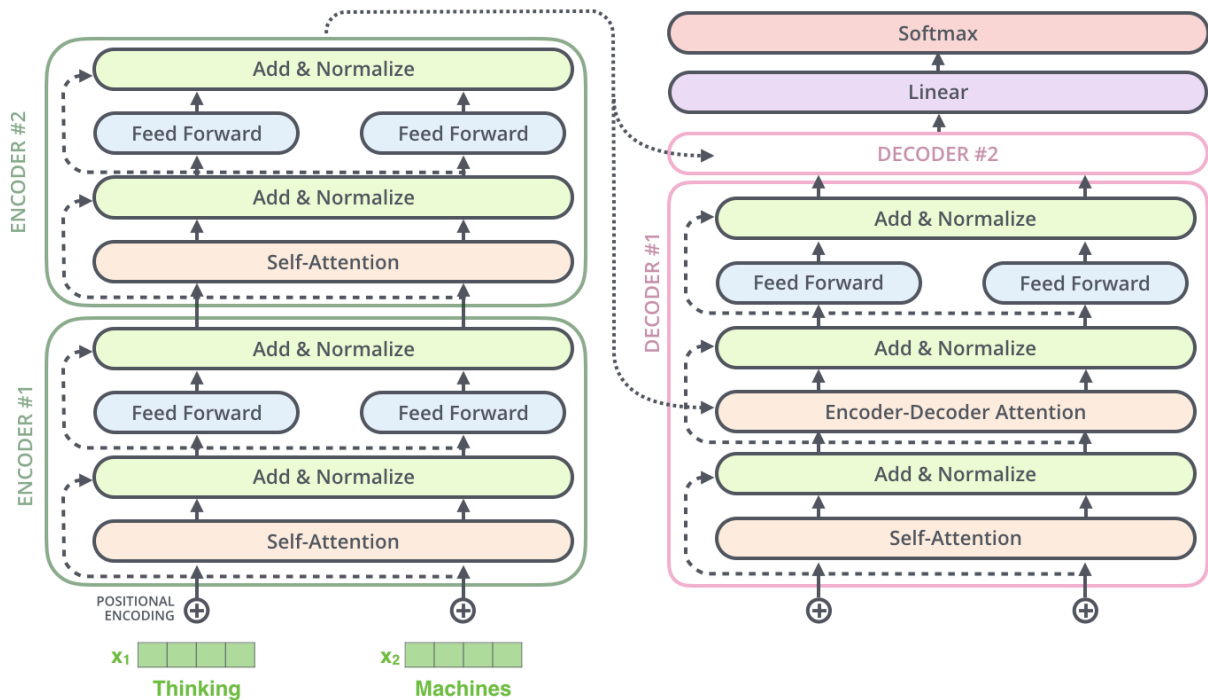 ENCODER #2
Add & Normalize
Feed Forward
Feed Forward
Add & Normalize
Self-Attention
ENCODER #1
Add & Normalize
Feed Forward
Feed Forward
Add & Normalize
Self-Attention
POSITIONAL
ENCODING
x1
x2
Thinking
Machines
Softmax
Linear
DECODER #2
DECODER #1
Add & Normalize
Feed Forward
Feed Forward
Add & Normalize
Encoder-Decoder Attention
Add & Normalize
Self-Attention